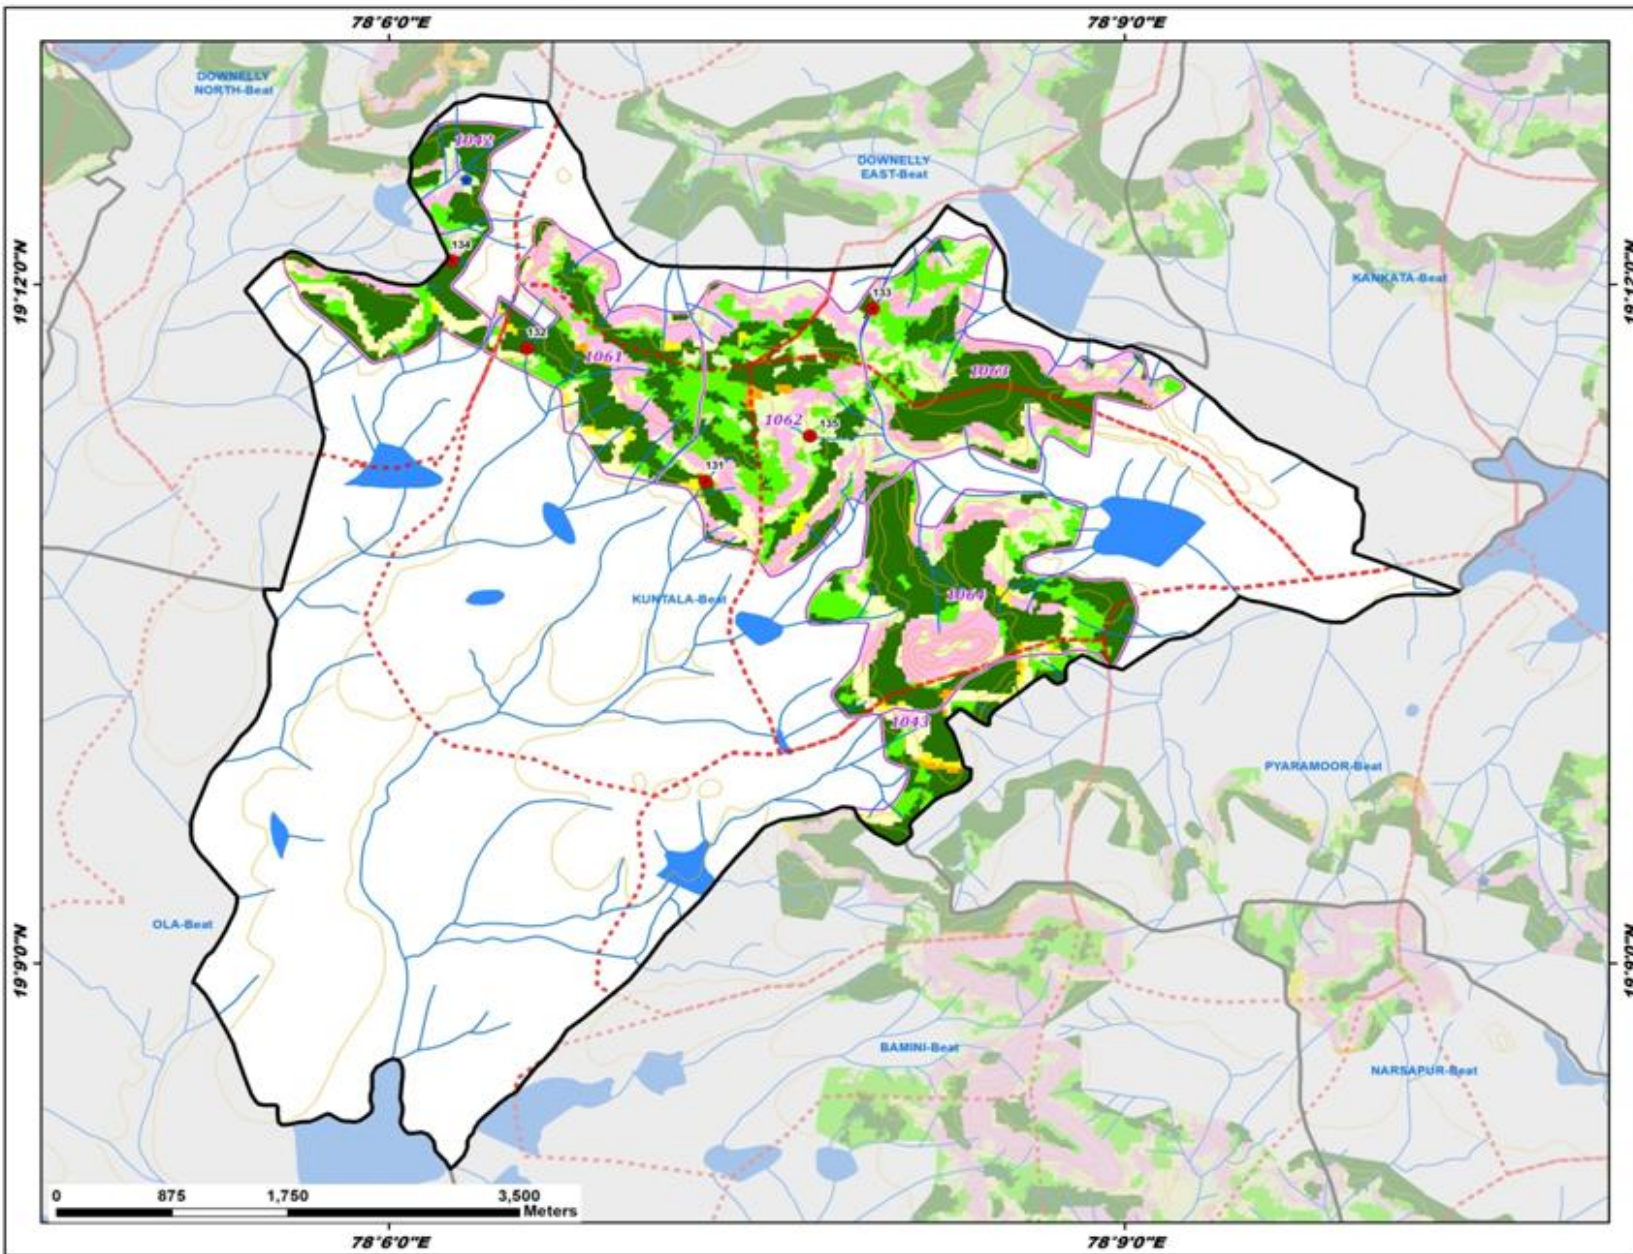 78°6'0"E
78°9'0"E
DOWNELLY
NORTH-Beat
1042
DOWNELLY
EAST-Beat
134
19°12'0"N
KANKATA-Beat
19°12'0"N
133
132
1061
1063
1062
135
131
KUNTALA-Beat
1064
1043
PYARAMOOR-Beat
OLA-Beat
19°9'0"N
19°9'0"N
BAMINI-Beat
NARSAPUR-Beat
0 875 1,750 3,500
Meters
78°6'0"E
78°9'0"E